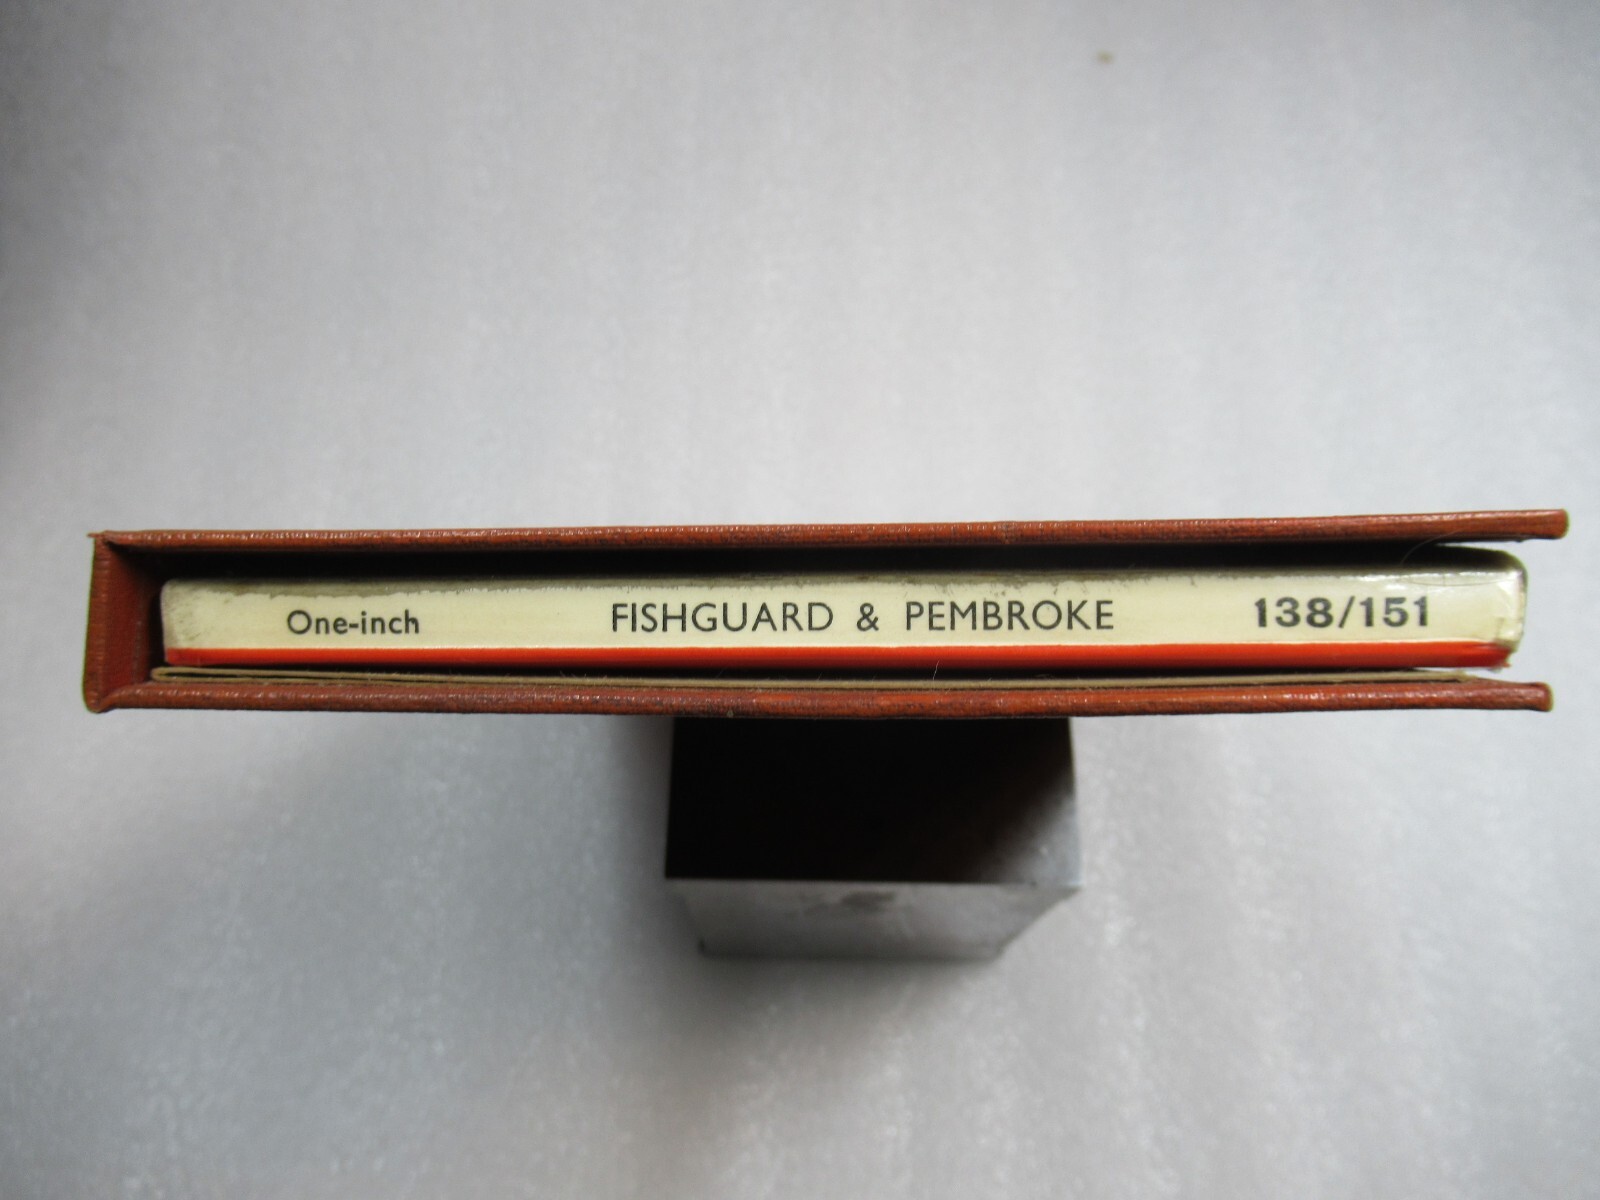 One-inch FISHGUARD & PEMBROKE 138/151